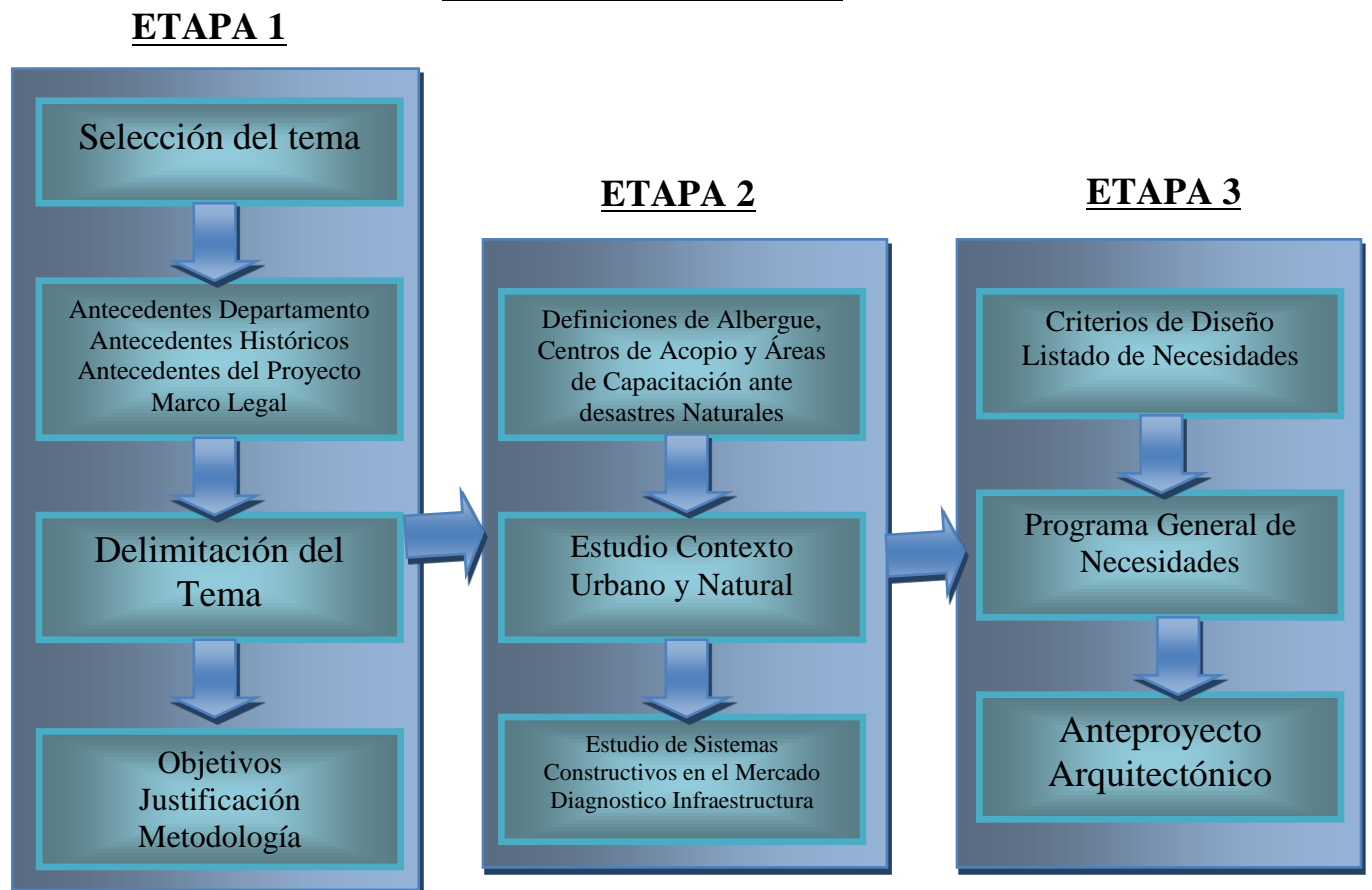 ETAPA 1
Selección del tema
Antecedentes Departamento
Antecedentes Históricos
Antecedentes del Proyecto
Marco Legal
Delimitación del
Tema
Objetivos
Justificación
Metodología
ETAPA 2
Definiciones de Albergue,
Centros de Acopio y Áreas
de Capacitación ante
desastres Naturales
Estudio Contexto
Urbano y Natural
Estudio de Sistemas
Constructivos en el Mercado
Diagnostico Infraestructura
ETAPA 3
Criterios de Diseño
Listado de Necesidades
Programa General de
Necesidades
Anteproyecto
Arquitectónico